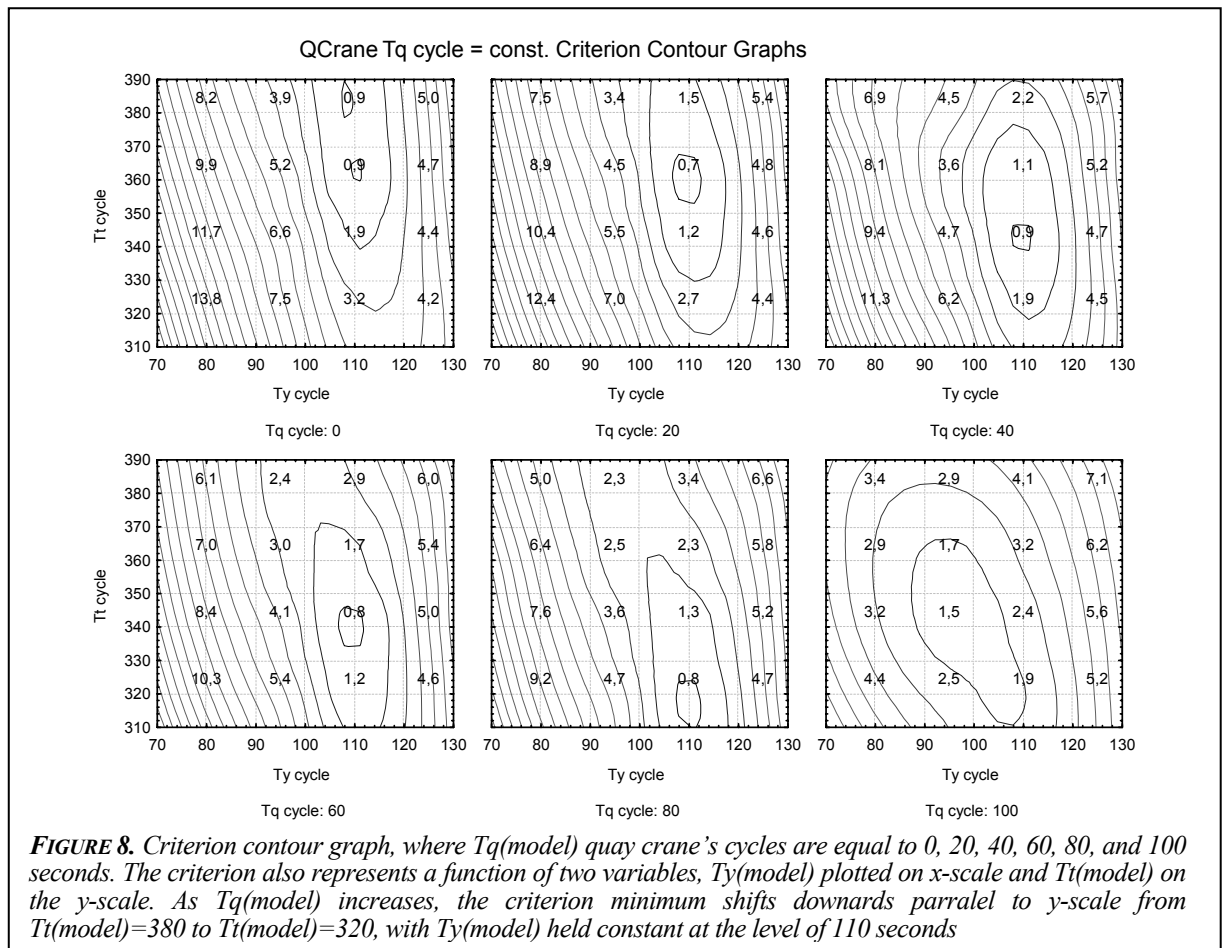 QCrane Tq cycle = const. Criterion Contour Graphs
390
380
370
360
350
340
330
320
310
Tt cycle
8,2 3,9 0,9 5,0
9,9 5,2 0,9 4,7
11,7 6,6 1,9 4,4
13,8 7,5 3,2 4,2
70 80 90 100 110 120 130
Ty cycle
Tq cycle: 0
7,5 3,4 1,5 5,4
8,9 4,5 0,7 4,8
10,4 5,5 1,2 4,6
12,4 7,0 2,7 4,4
70 80 90 100 110 120 130
Ty cycle
Tq cycle: 20
6,9 4,5 2,2 5,7
8,1 3,6 1,1 5,2
9,4 4,7 0,9 4,7
11,3 6,2 1,9 4,5
70 80 90 100 110 120 130
Ty cycle
Tq cycle: 40
390
380
370
360
350
340
330
320
310
Tt cycle
6,1 2,4 2,9 6,0
7,0 3,0 1,7 5,4
8,4 4,1 0,8 5,0
10,3 5,4 1,2 4,6
70 80 90 100 110 120 130
Ty cycle
Tq cycle: 60
5,0 2,3 3,4 6,6
6,4 2,5 2,3 5,8
7,6 3,6 1,3 5,2
9,2 4,7 0,8 4,7
70 80 90 100 110 120 130
Ty cycle
Tq cycle: 80
3,4 2,9 4,1 7,1
2,9 1,7 3,2 6,2
3,2 1,5 2,4 5,6
4,4 2,5 1,9 5,2
70 80 90 100 110 120 130
Ty cycle
Tq cycle: 100
FIGURE 8. Criterion contour graph, where Tq(model) quay crane's cycles are equal to 0, 20, 40, 60, 80, and 100
seconds. The criterion also represents a function of two variables, Ty(model) plotted on x-scale and Tt(model) on
the y-scale. As Tq(model) increases, the criterion minimum shifts downards parralel to y-scale from
Tt(model)=380 to Tt(model)=320, with Ty(model) held constant at the level of 110 seconds